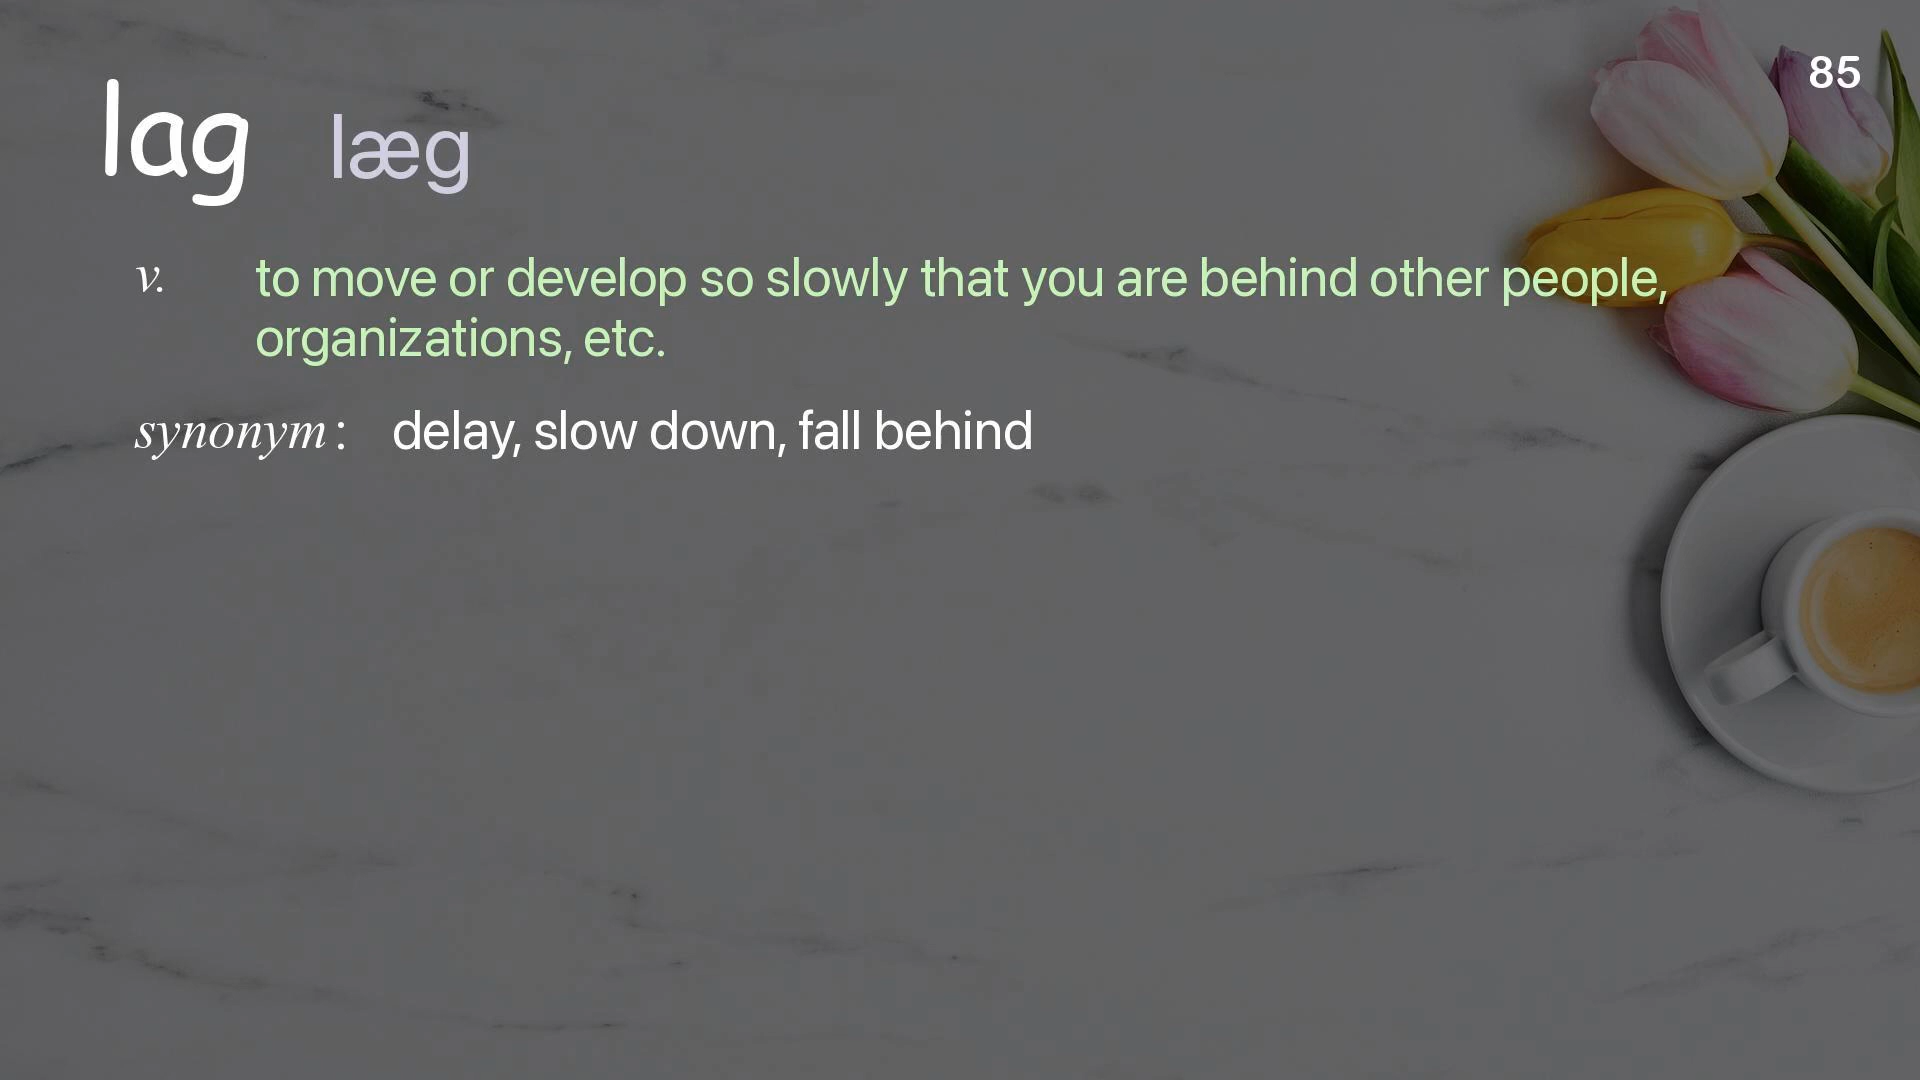 85
lag læg
v. to move or develop so slowly that you are behind other people,
organizations, etc.
synonym : delay, slow down, fall behind